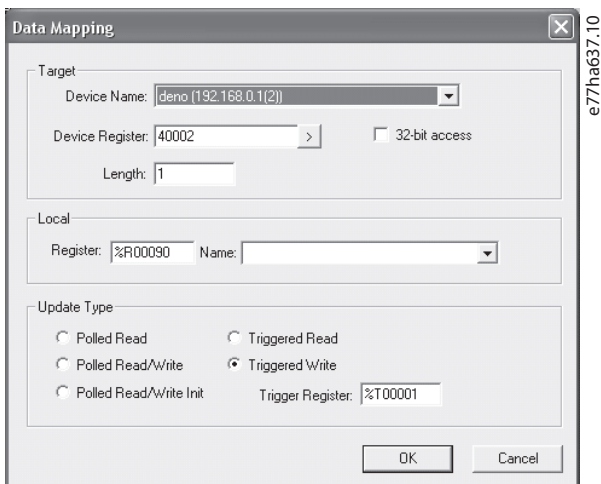 Data Mapping
Target
Device Name: deno (192.168.0.1(2))
Device Register: 40002 > 32-bit access
Length: 1
Local
Register: %R00090 Name:
Update Type
Polled Read Triggered Read
Polled Read/Write Triggered Write
Polled Read/Write Init Trigger Register: %T00001
OK Cancel
e77ha637.10